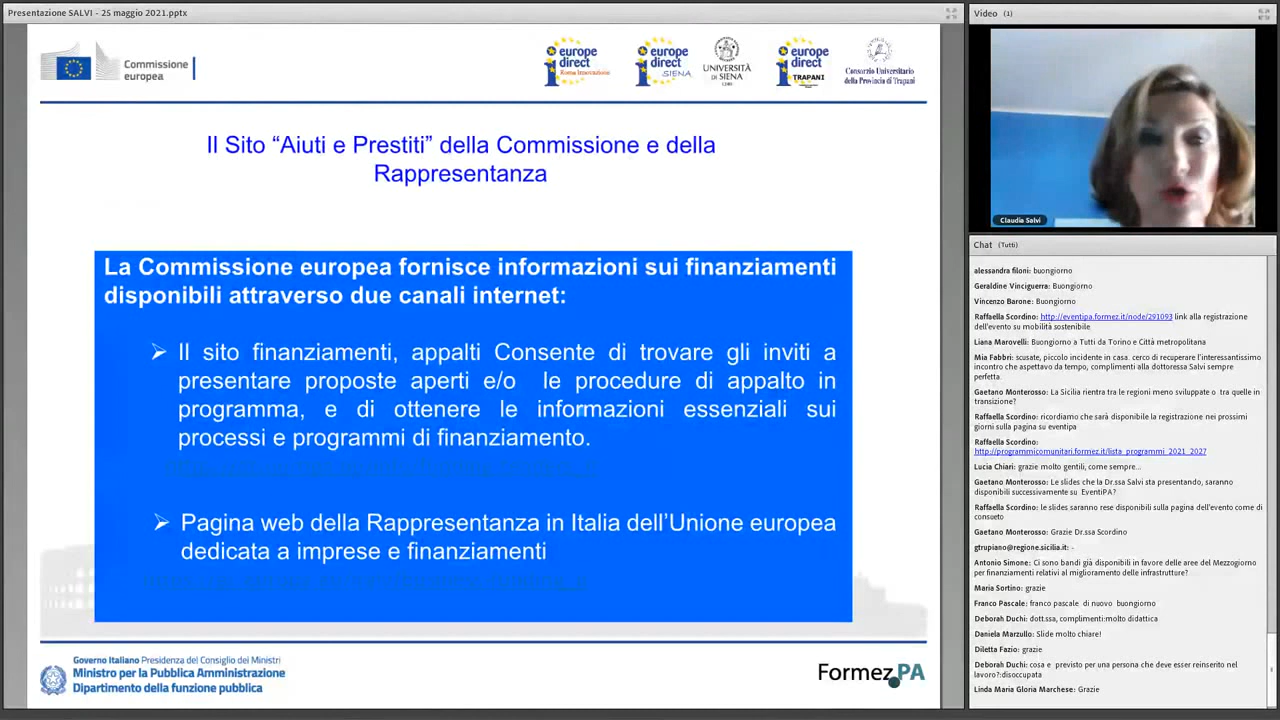 Presentazione SALVI - 25 maggio 2021.pptx
Commissione
europea
europe
direct
Roma Innovazione
europe
direct
SIENA
UNIVERSITÀ
DI SIENA
1240
europe
direct
TRAPANI
Consorzio Universitario
della Provincia di Trapani
Il Sito “Aiuti e Prestiti” della Commissione e della
Rappresentanza
La Commissione europea fornisce informazioni sui finanziamenti
disponibili attraverso due canali internet:
Il sito finanziamenti, appalti Consente di trovare gli inviti a
presentare proposte aperti e/o le procedure di appalto in
programma, e di ottenere le informazioni essenziali sui
processi e programmi di finanziamento.
Pagina web della Rappresentanza in Italia dell’Unione europea
dedicata a imprese e finanziamenti
Governo Italiano Presidenza del Consiglio dei Ministri
Ministro per la Pubblica Amministrazione
Dipartimento della funzione pubblica
Formez PA
Video (1)
Claudia Salvi
Chat (Tutti)
alessandra filoni: buongiorno
Geraldine Vinciguerra: Buongiorno
Vincenzo Barone: Buongiorno
Raffaella Scordino: http://eventipa.formez.it/node/291093 link alla registrazione
dell'evento su mobilità sostenibile
Liana Marovelli: Buongiorno a Tutti da Torino e Città metropolitana
Mia Fabbri: scusate, piccolo incidente in casa. cerco di recuperare l'interessantissimo
incontro che aspettavo da tempo, complimenti alla dottoressa Salvi sempre
perfetta.
Gaetano Monterosso: La Sicilia rientra tra le regioni meno sviluppate o tra quelle in
transizione?
Raffaella Scordino: ricordiamo che sarà disponibile la registrazione nei prossimi
giorni sulla pagina su eventipa
Raffaella Scordino:
http://programmicomunitari.formez.it/lista_programmi_2021_2027
Lucia Chiari: grazie molto gentili, come sempre...
Gaetano Monterosso: Le slides che la Dr.ssa Salvi sta presentando, saranno
disponibili successivamente su EventiPA?
Raffaella Scordino: le slides saranno rese disponibili sulla pagina dell'evento come di
consueto
Gaetano Monterosso: Grazie Dr.ssa Scordino
gtrupiano@regione.sicilia.it: -
Antonio Simone: Ci sono bandi già disponibili in favore delle aree del Mezzogiorno
per finanziamenti relativi al miglioramento delle infrastrutture?
Maria Sortino: grazie
Franco Pascale: franco pascale di nuovo buongiorno
Deborah Duchi: dott.ssa, complimenti:molto didattica
Daniela Marzullo: Slide molto chiare!
Diletta Fazio: grazie
Deborah Duchi: cosa e previsto per una persona che deve esser reinserito nel
lavoro?:disoccupata
Linda Maria Gloria Marchese: Grazie